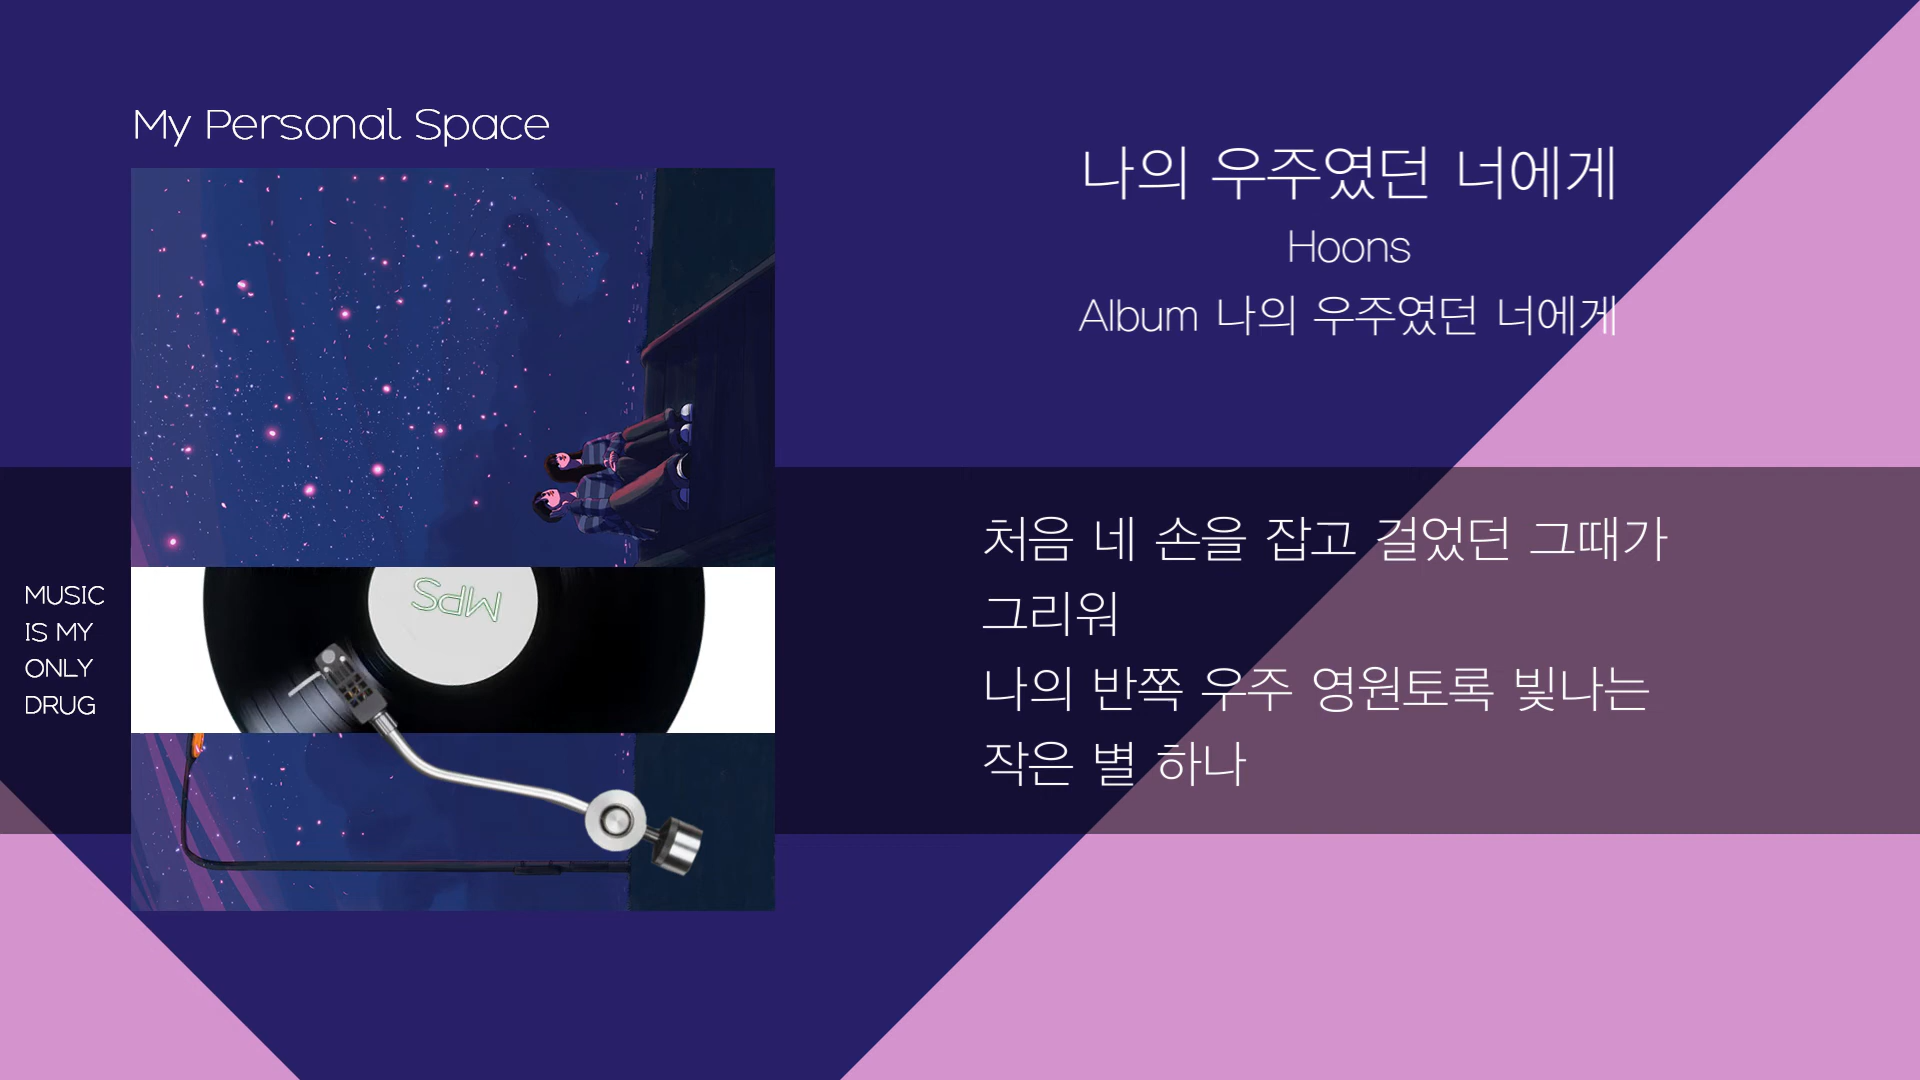 My Personal Space
나의 우주였던 너에게
Hoons
Album 나의 우주였던 너에게
MPS
MUSIC
IS MY
ONLY
DRUG
처음 네 손을 잡고 걸었던 그때가
그리워
나의 반쪽 우주 영원토록 빛나는
작은 별 하나